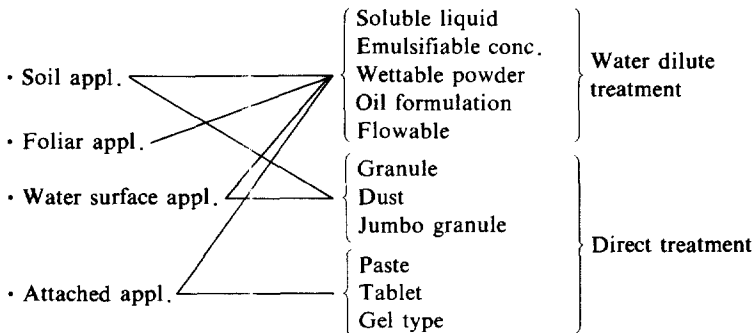 · Soil appl.
· Foliar appl.
· Water surface appl.
· Attached appl.
Soluble liquid
Emulsifiable conc.
Wettable powder
Oil formulation
Flowable
Granule
Dust
Jumbo granule
Paste
Tablet
Gel type
Water dilute
treatment
Direct treatment